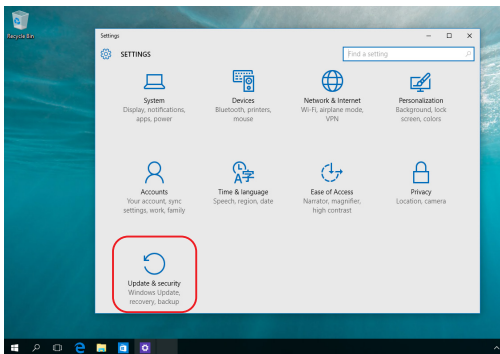 Recycle Bin
Settings
SETTINGS
Find a setting
System
Display, notifications,
apps, power
Devices
Bluetooth, printers,
mouse
Network & Internet
Wi-Fi, airplane mode,
VPN
Personalization
Background, lock
screen, colors
Accounts
Your account, sync
settings, work, family
Time & language
Speech, region, date
Ease of Access
Narrator, magnifier,
high contrast
Privacy
Location, camera
Update & security
Windows Update,
recovery, backup